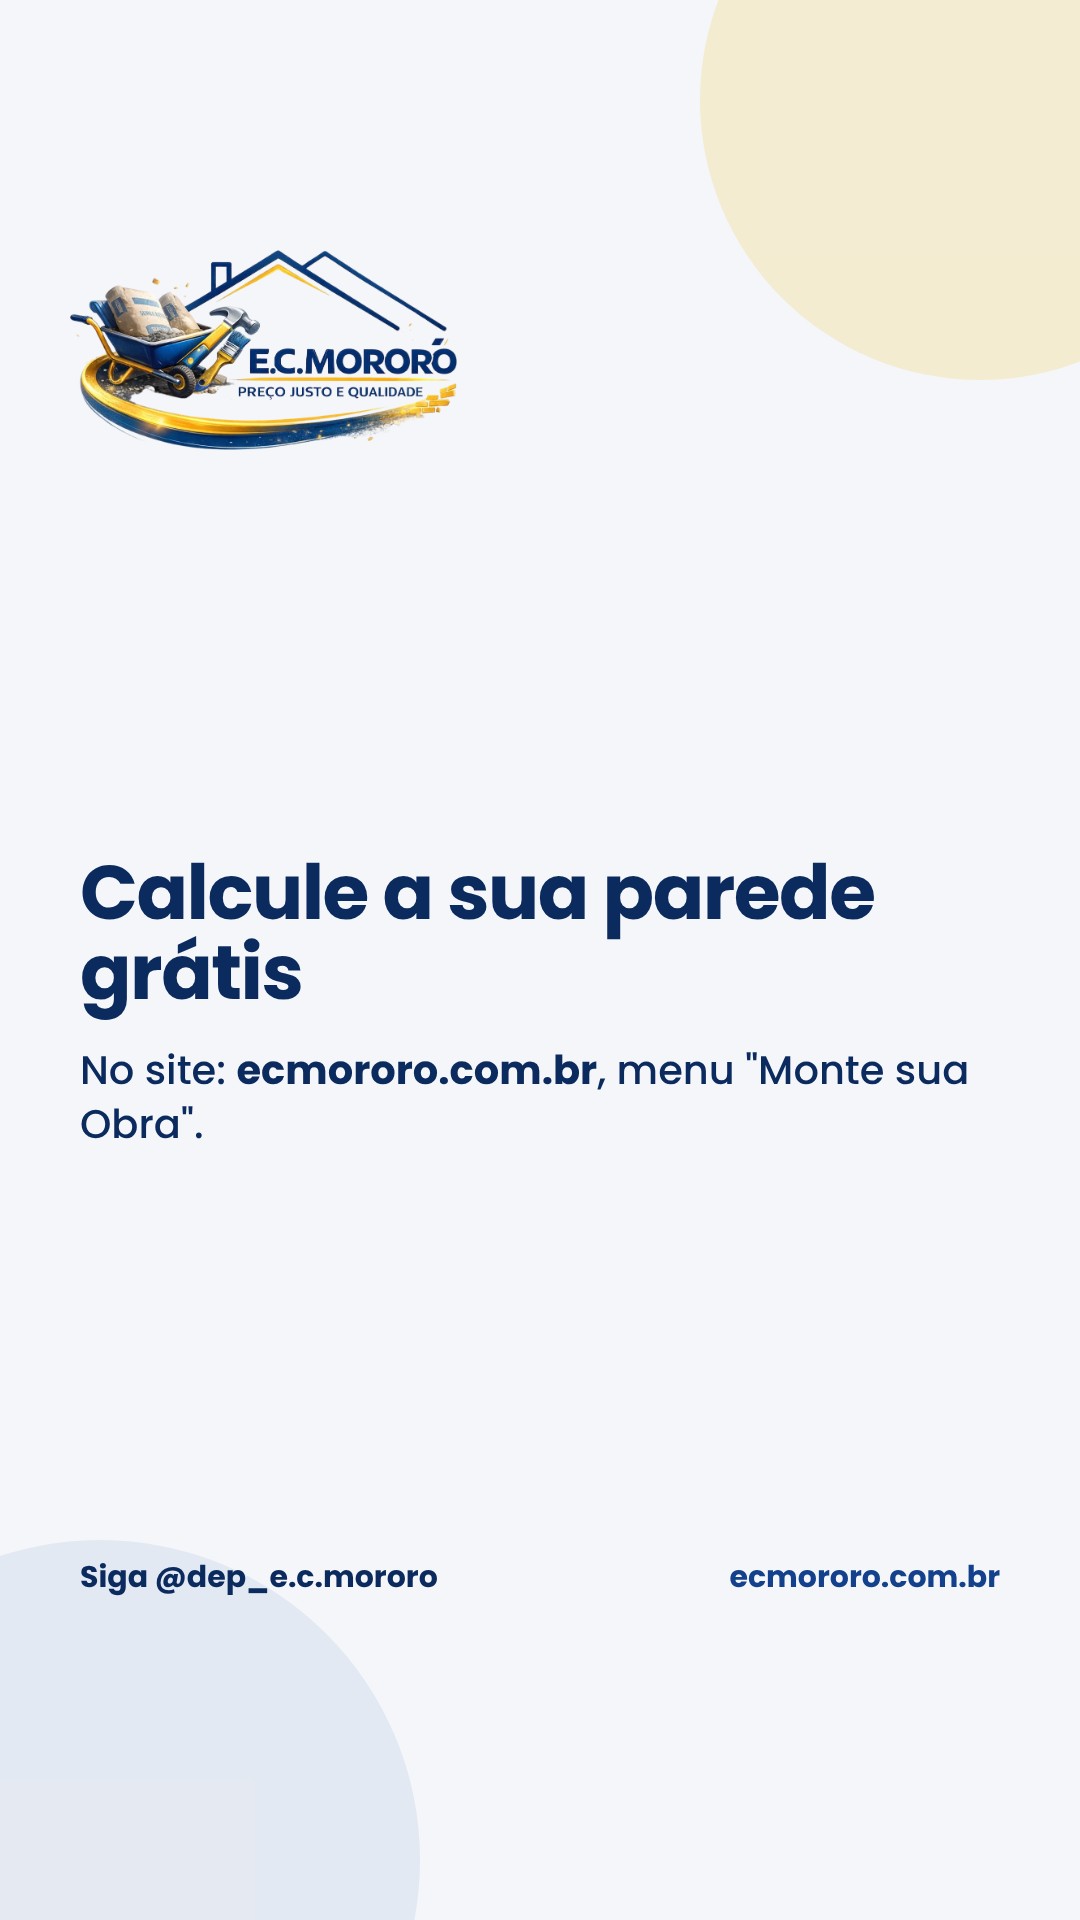 E.C.MORORÓ
PREÇO JUSTO E QUALIDADE
Calcule a sua parede
grátis
No site: ecmororo.com.br, menu "Monte sua
Obra".
Siga @dep_e.c.mororo
ecmororo.com.br